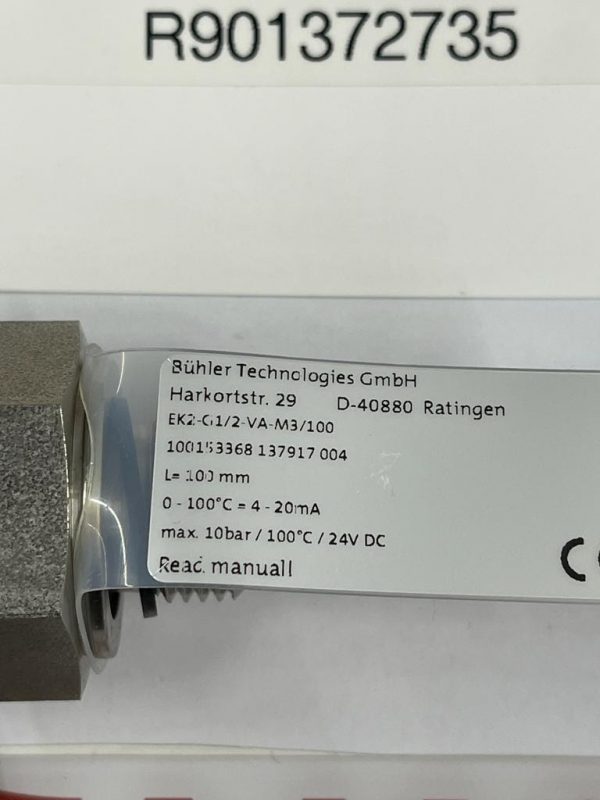 R901372735
Bühler Technologies GmbH
Harkortstr. 29 D-40880 Ratingen
EK2-G1/2-VA-M3/100
100153368 137917 004
L= 100 mm
0 - 100°C = 4 - 20mA
max. 10bar / 100°C / 24V DC
Read manuall
CE